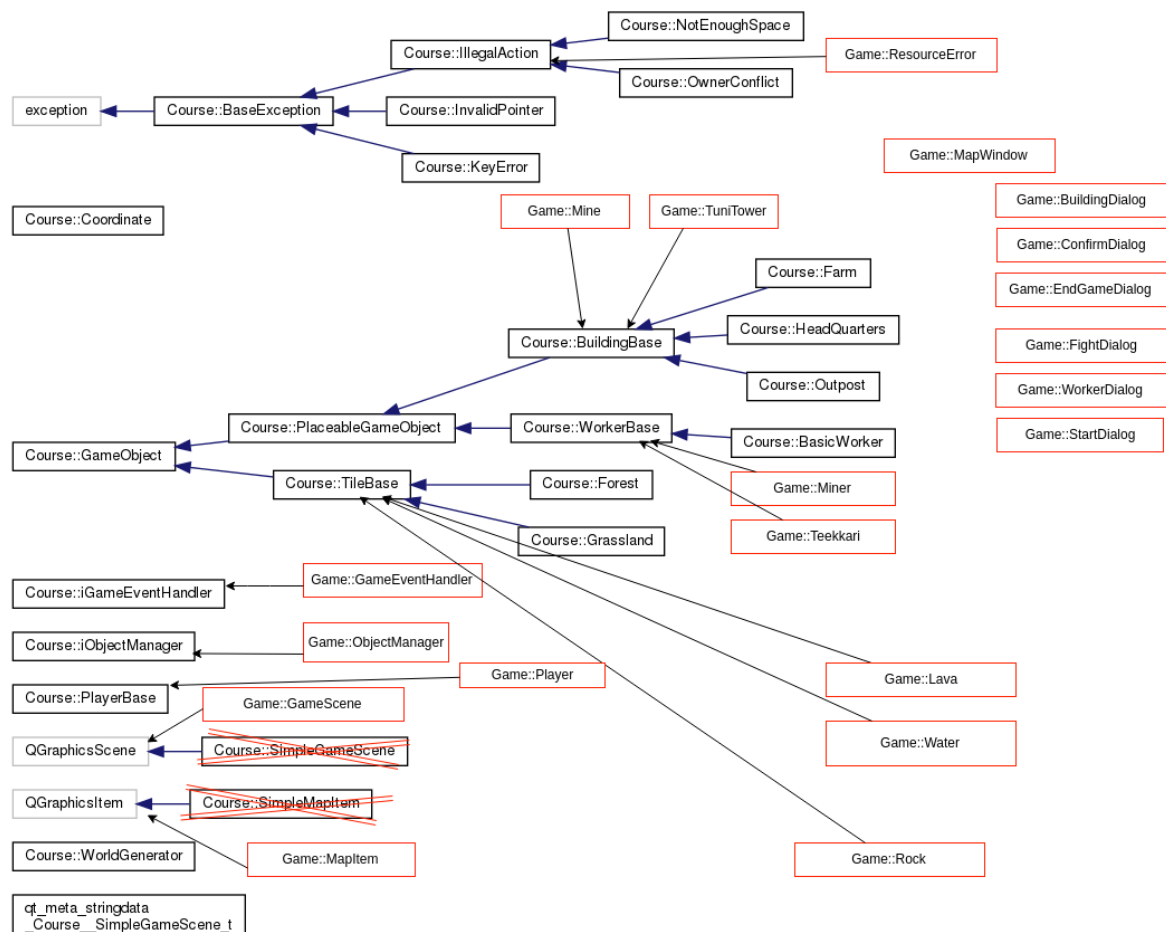 Course::NotEnoughSpace
Course::IllegalAction
Game::ResourceError
Course::OwnerConflict
exception
Course::BaseException
Course::InvalidPointer
Course::KeyError
Game::MapWindow
Course::Coordinate
Game::Mine
Game::TuniTower
Game::BuildingDialog
Game::ConfirmDialog
Course::Farm
Game::EndGameDialog
Course::HeadQuarters
Course::BuildingBase
Game::FightDialog
Course::Outpost
Game::WorkerDialog
Course::PlaceableGameObject
Course::WorkerBase
Game::StartDialog
Course::BasicWorker
Course::GameObject
Course::TileBase
Course::Forest
Game::Miner
Game::Teekkari
Course::Grassland
Game::GameEventHandler
Course::iGameEventHandler
Game::ObjectManager
Course::iObjectManager
Game::Player
Game::Lava
Course::PlayerBase
Game::GameScene
Game::Water
QGraphicsScene
Course::SimpleGameScene
QGraphicsItem
Course::SimpleMapItem
Course::WorldGenerator
Game::MapItem
Game::Rock
qt_meta_stringdata
_Course__SimpleGameScene_t